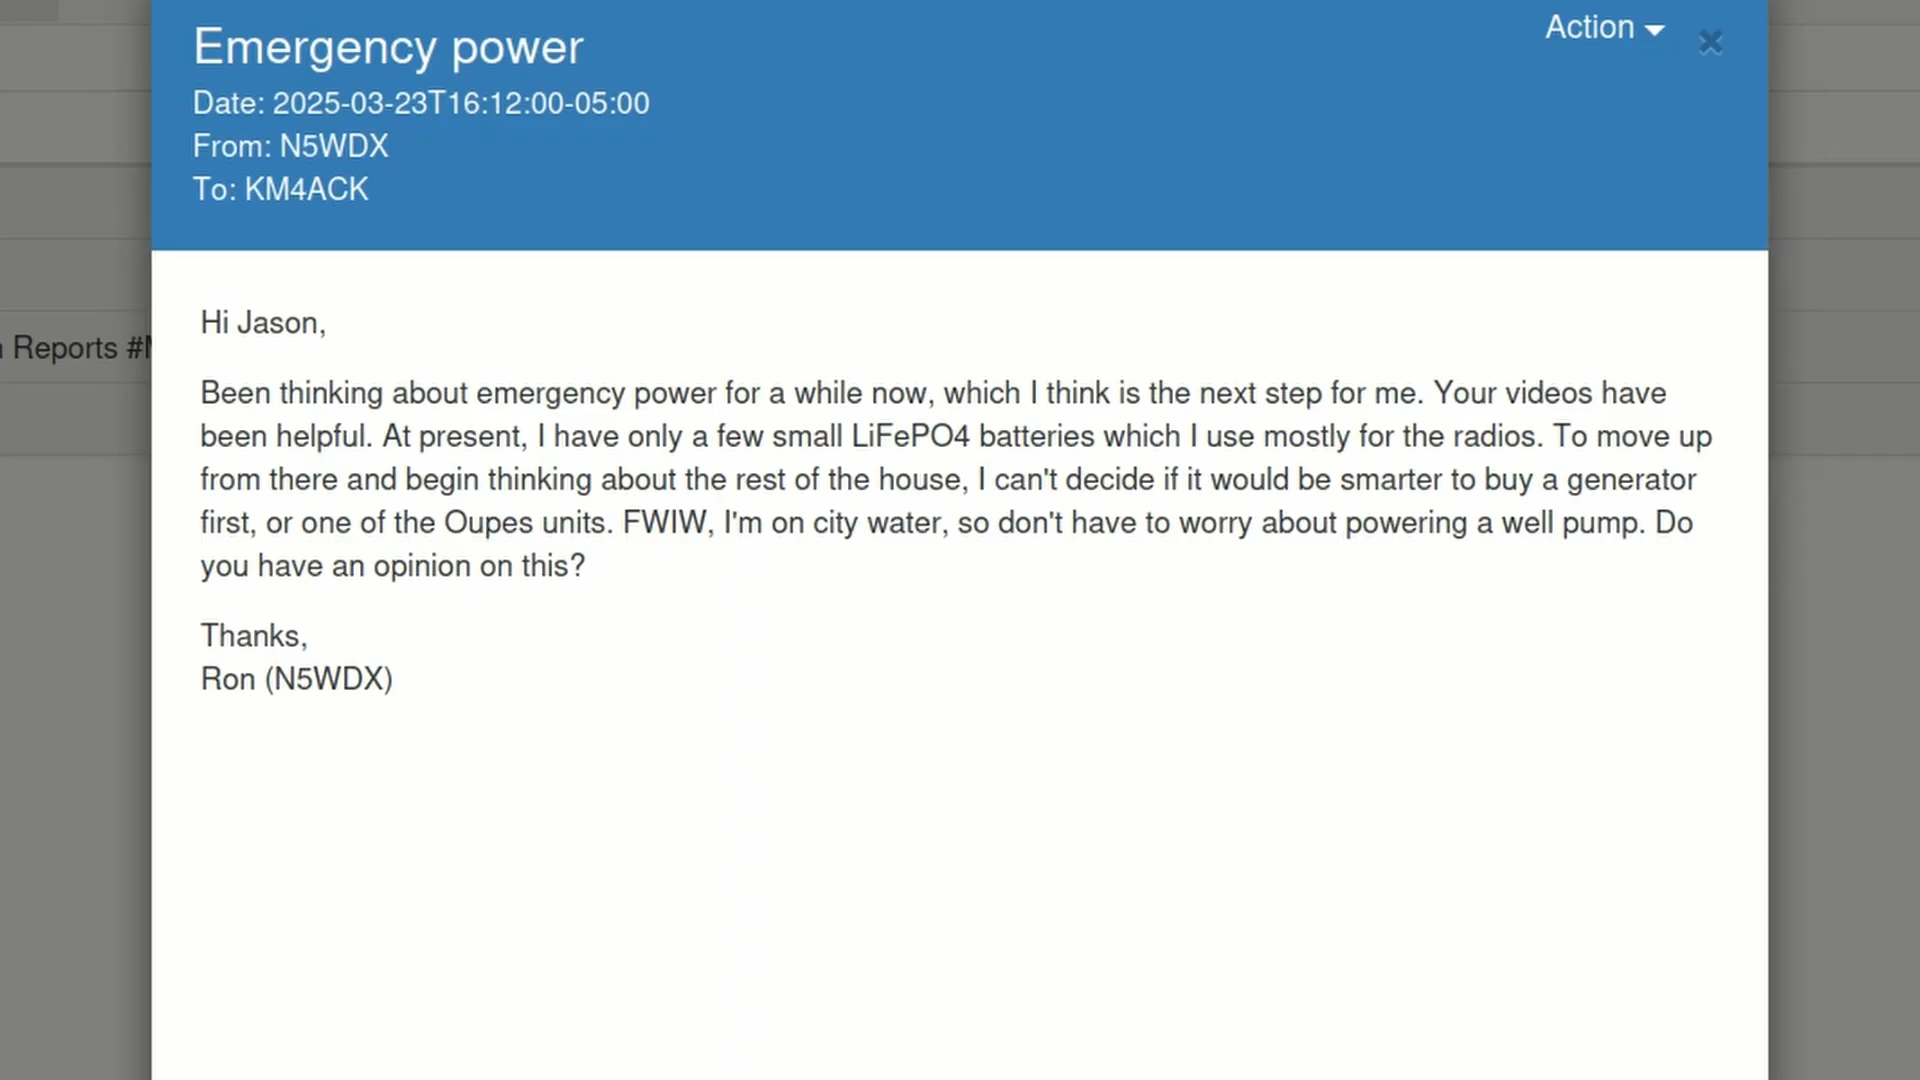 Emergency power
Action
Date: 2025-03-23T16:12:00-05:00
From: N5WDX
To: KM4ACK
Hi Jason,
Reports #
Been thinking about emergency power for a while now, which I think is the next step for me. Your videos have
been helpful. At present, I have only a few small LiFePO4 batteries which I use mostly for the radios. To move up
from there and begin thinking about the rest of the house, I can't decide if it would be smarter to buy a generator
first, or one of the Oupes units. FWIW, I'm on city water, so don't have to worry about powering a well pump. Do
you have an opinion on this?
Thanks,
Ron (N5WDX)